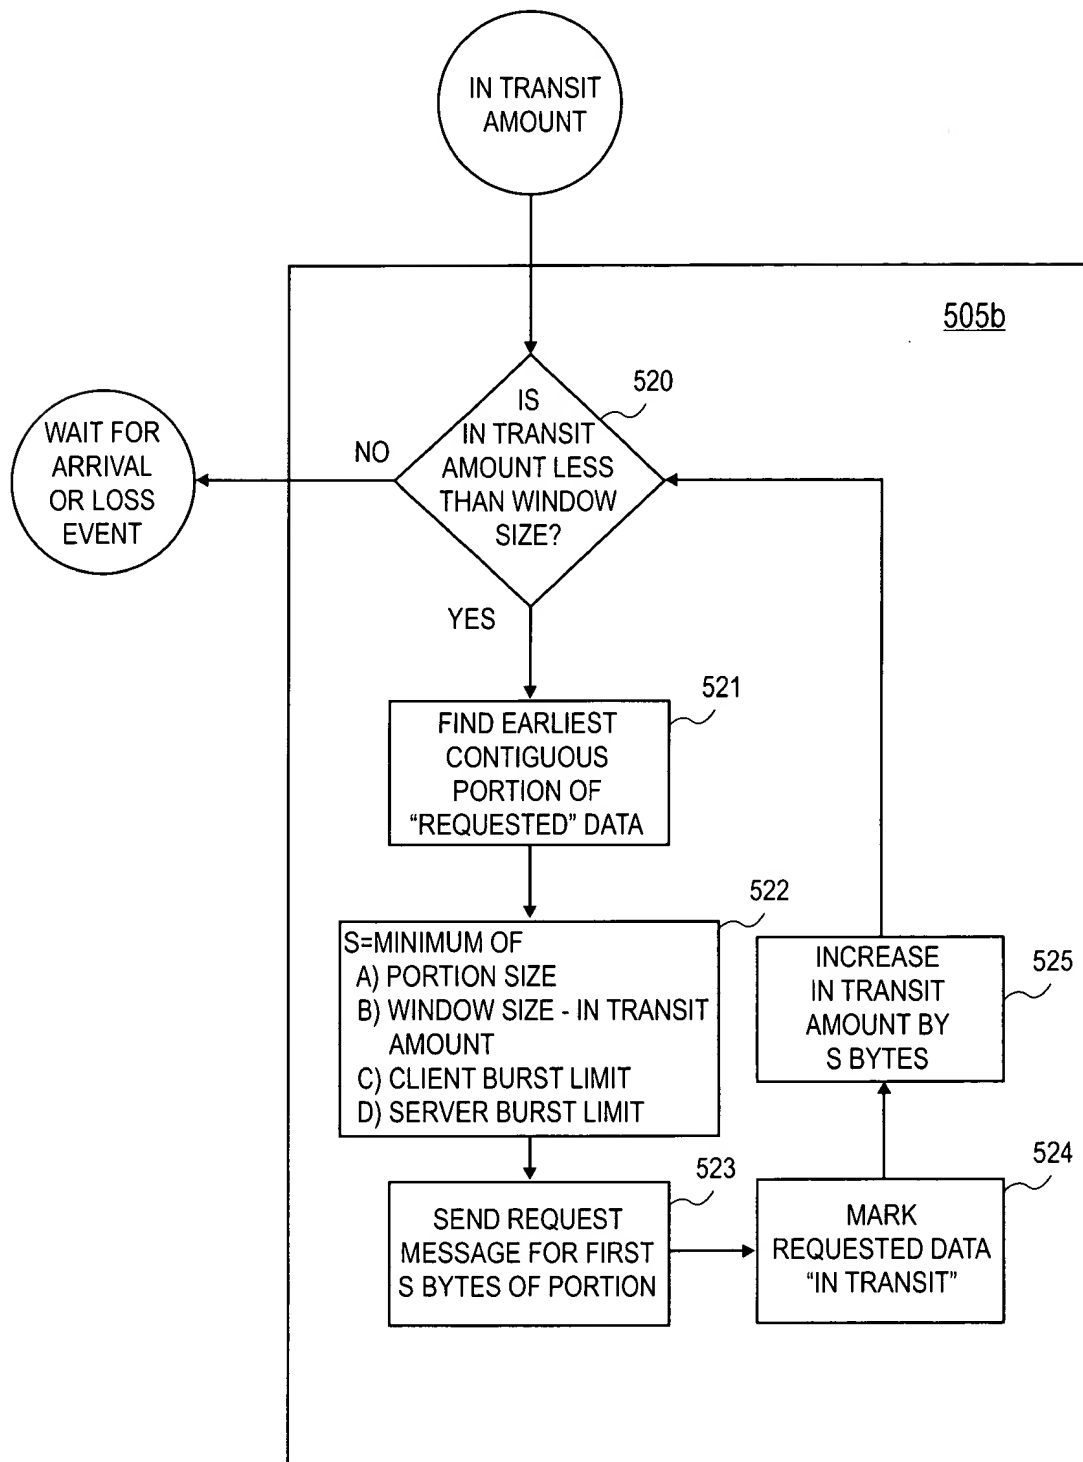 IN TRANSIT
AMOUNT
505b
520
IS
IN TRANSIT
AMOUNT LESS
THAN WINDOW
SIZE?
NO
WAIT FOR
ARRIVAL
OR LOSS
EVENT
YES
521
FIND EARLIEST
CONTIGUOUS
PORTION OF
“REQUESTED” DATA
522
S=MINIMUM OF
A) PORTION SIZE
B) WINDOW SIZE - IN TRANSIT
AMOUNT
C) CLIENT BURST LIMIT
D) SERVER BURST LIMIT
523
SEND REQUEST
MESSAGE FOR FIRST
S BYTES OF PORTION
524
MARK
REQUESTED DATA
“IN TRANSIT”
525
INCREASE
IN TRANSIT
AMOUNT BY
S BYTES